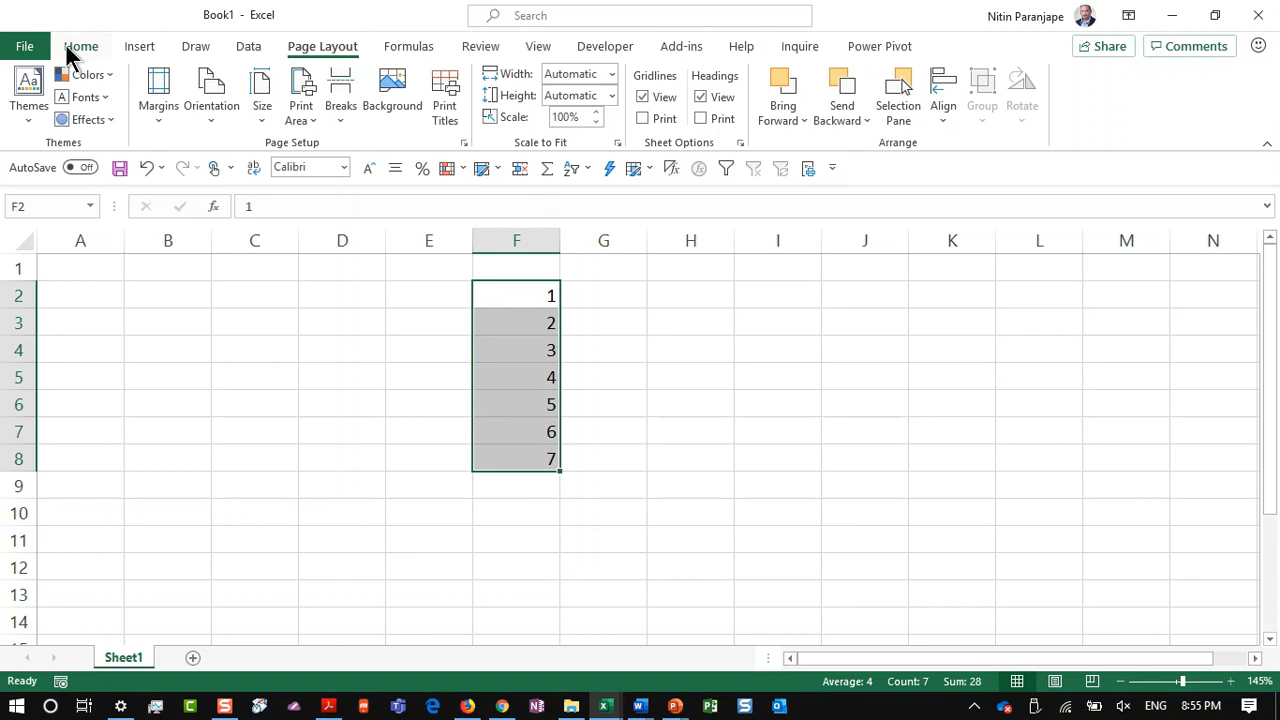 Book1 - Excel
Search
Nitin Paranjape
File Home Insert Draw Data Page Layout Formulas Review View Developer Add-ins Help Inquire Power Pivot Share Comments
Themes Colors Fonts Effects Margins Orientation Size Print Area Breaks Background Print Titles Width: Automatic Height: Automatic Scale: 100% Gridlines View Print Headings View Print Bring Forward Send Backward Selection Pane Align Group Rotate
Themes Page Setup Scale to Fit Sheet Options Arrange
AutoSave Off ab Calibri A %
F2 fx 1
A B C D E F G H I J K L M N
1
2 1
3 2
4 3
5 4
6 5
7 6
8 7
9
10
11
12
13
14
Sheet1
Ready Average: 4 Count: 7 Sum: 28 145%
ENG 8:55 PM